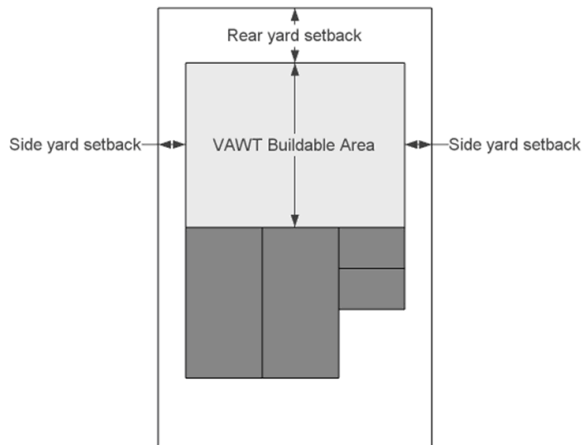 Rear yard setback
Side yard setback
VAWT Buildable Area
Side yard setback